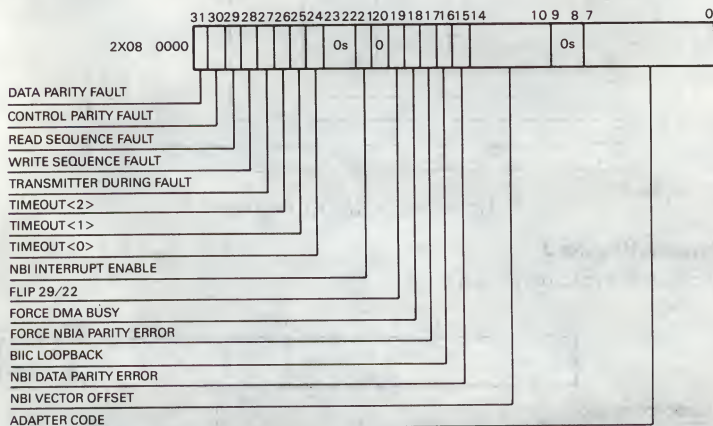 31 30 29 28 27 26 25 24 23 22 21 20 19 18 17 16 15 14 10 9 8 7 0
2X08 0000 0s 0 0s
DATA PARITY FAULT
CONTROL PARITY FAULT
READ SEQUENCE FAULT
WRITE SEQUENCE FAULT
TRANSMITTER DURING FAULT
TIMEOUT<2>
TIMEOUT<1>
TIMEOUT<0>
NBI INTERRUPT ENABLE
FLIP 29/22
FORCE DMA BUSY
FORCE NBIA PARITY ERROR
BIIC LOOPBACK
NBI DATA PARITY ERROR
NBI VECTOR OFFSET
ADAPTER CODE